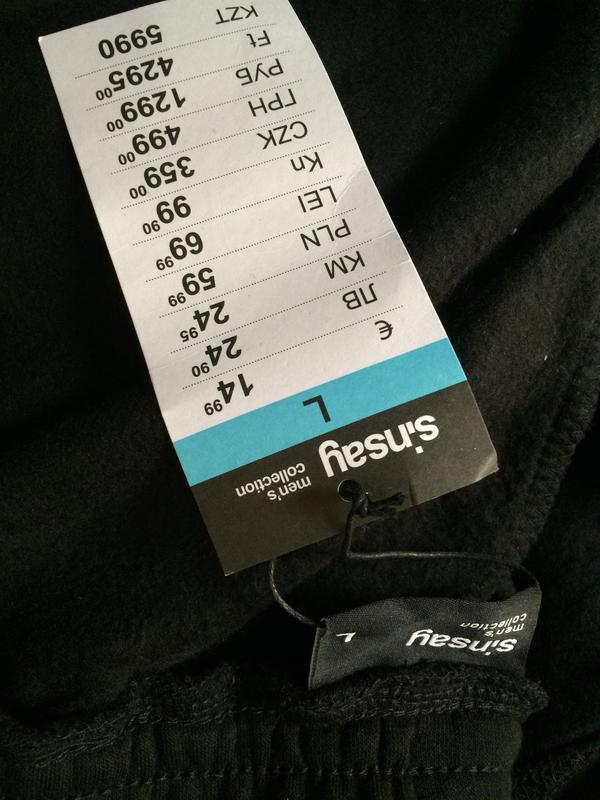 sinsay
men's
collection
L
sinsay men's
collection
L
€ 14 99
ЛВ 24 90
KM 24 95
PLN 59 99
LEI 69 99
Kn 99 90
CZK 359 00
ГРН 499 00
РУБ 1299 00
Ft 4295 00
KZT 5990